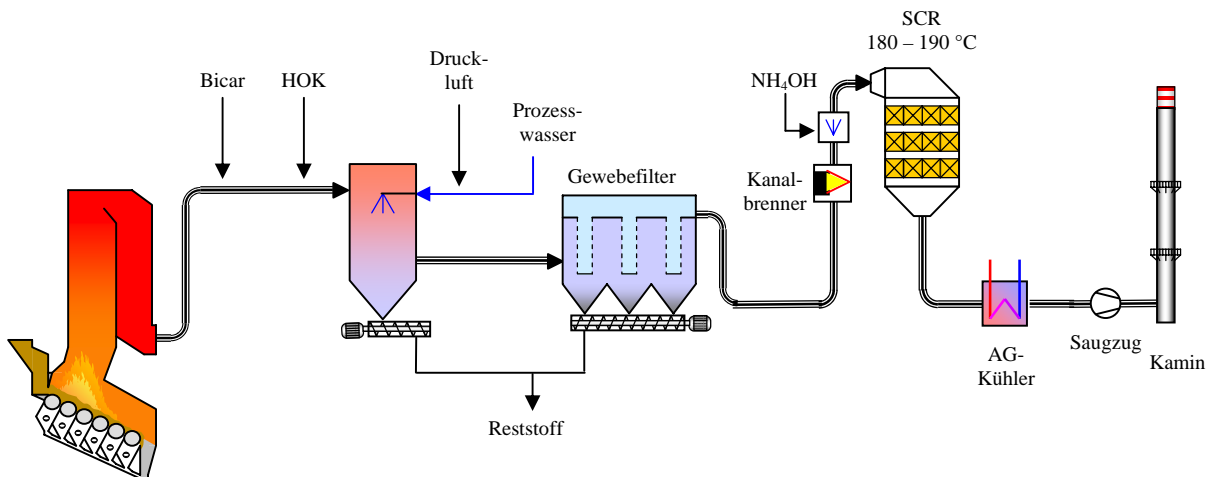 SCR
180 – 190 °C
Druck-
luft
Bicar
HOK
NH₄OH
Prozess-
wasser
Gewebefilter
Kanal-
brenner
AG-
Kühler
Saugzug
Kamin
Reststoff